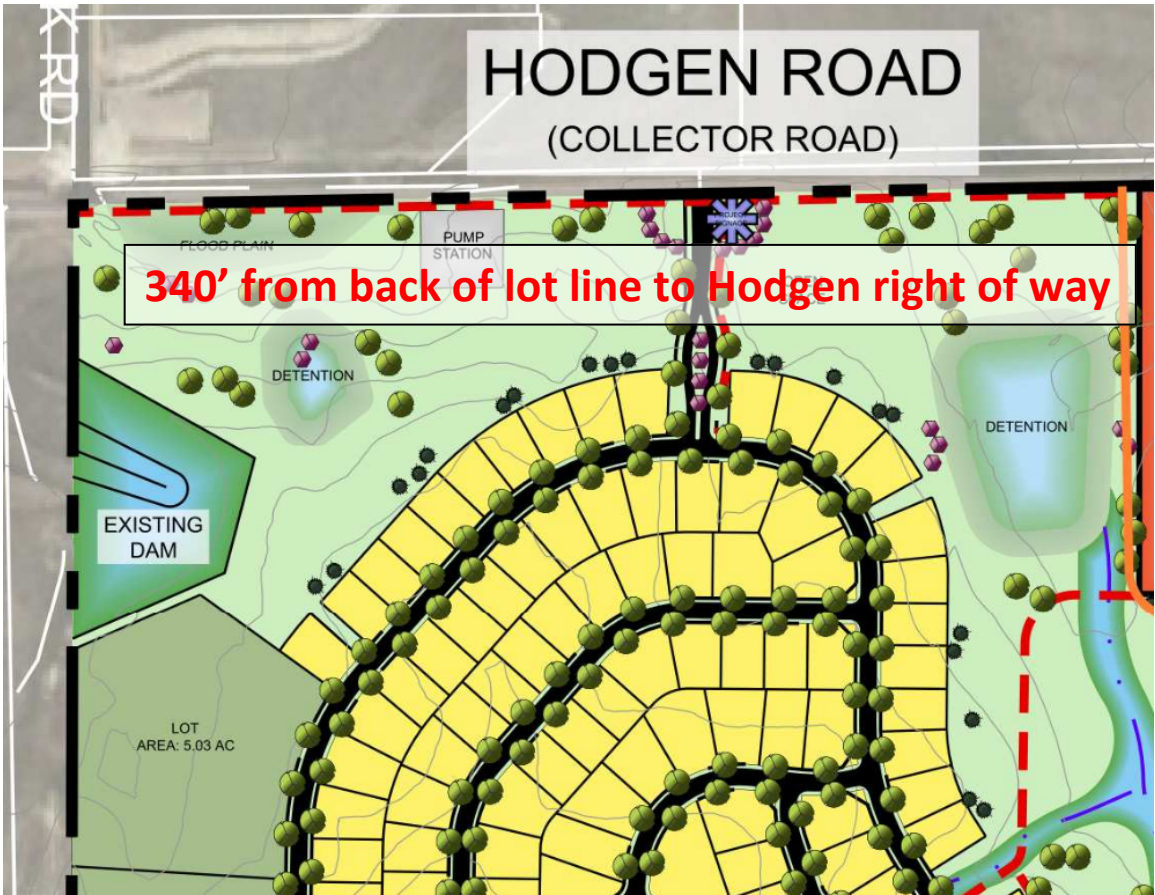 K RD
HODGEN ROAD
(COLLECTOR ROAD)
FLOOD PLAIN
PUMP
STATION
340' from back of lot line to Hodgen right of way
DETENTION
DETENTION
EXISTING
DAM
LOT
AREA: 5.03 AC